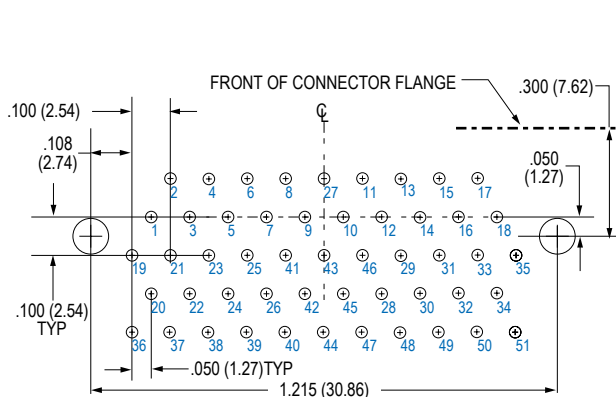 FRONT OF CONNECTOR FLANGE
.300 (7.62)
.100 (2.54)
℄
.108
(2.74)
.050
(1.27)
2 4 6 8 27 11 13 15 17
1 3 5 7 9 10 12 14 16 18
19 21 23 25 41 43 46 29 31 33 35
.100 (2.54)
TYP
20 22 24 26 42 45 28 30 32 34
36 37 38 39 40 44 47 48 49 50 51
.050 (1.27)TYP
1.215 (30.86)